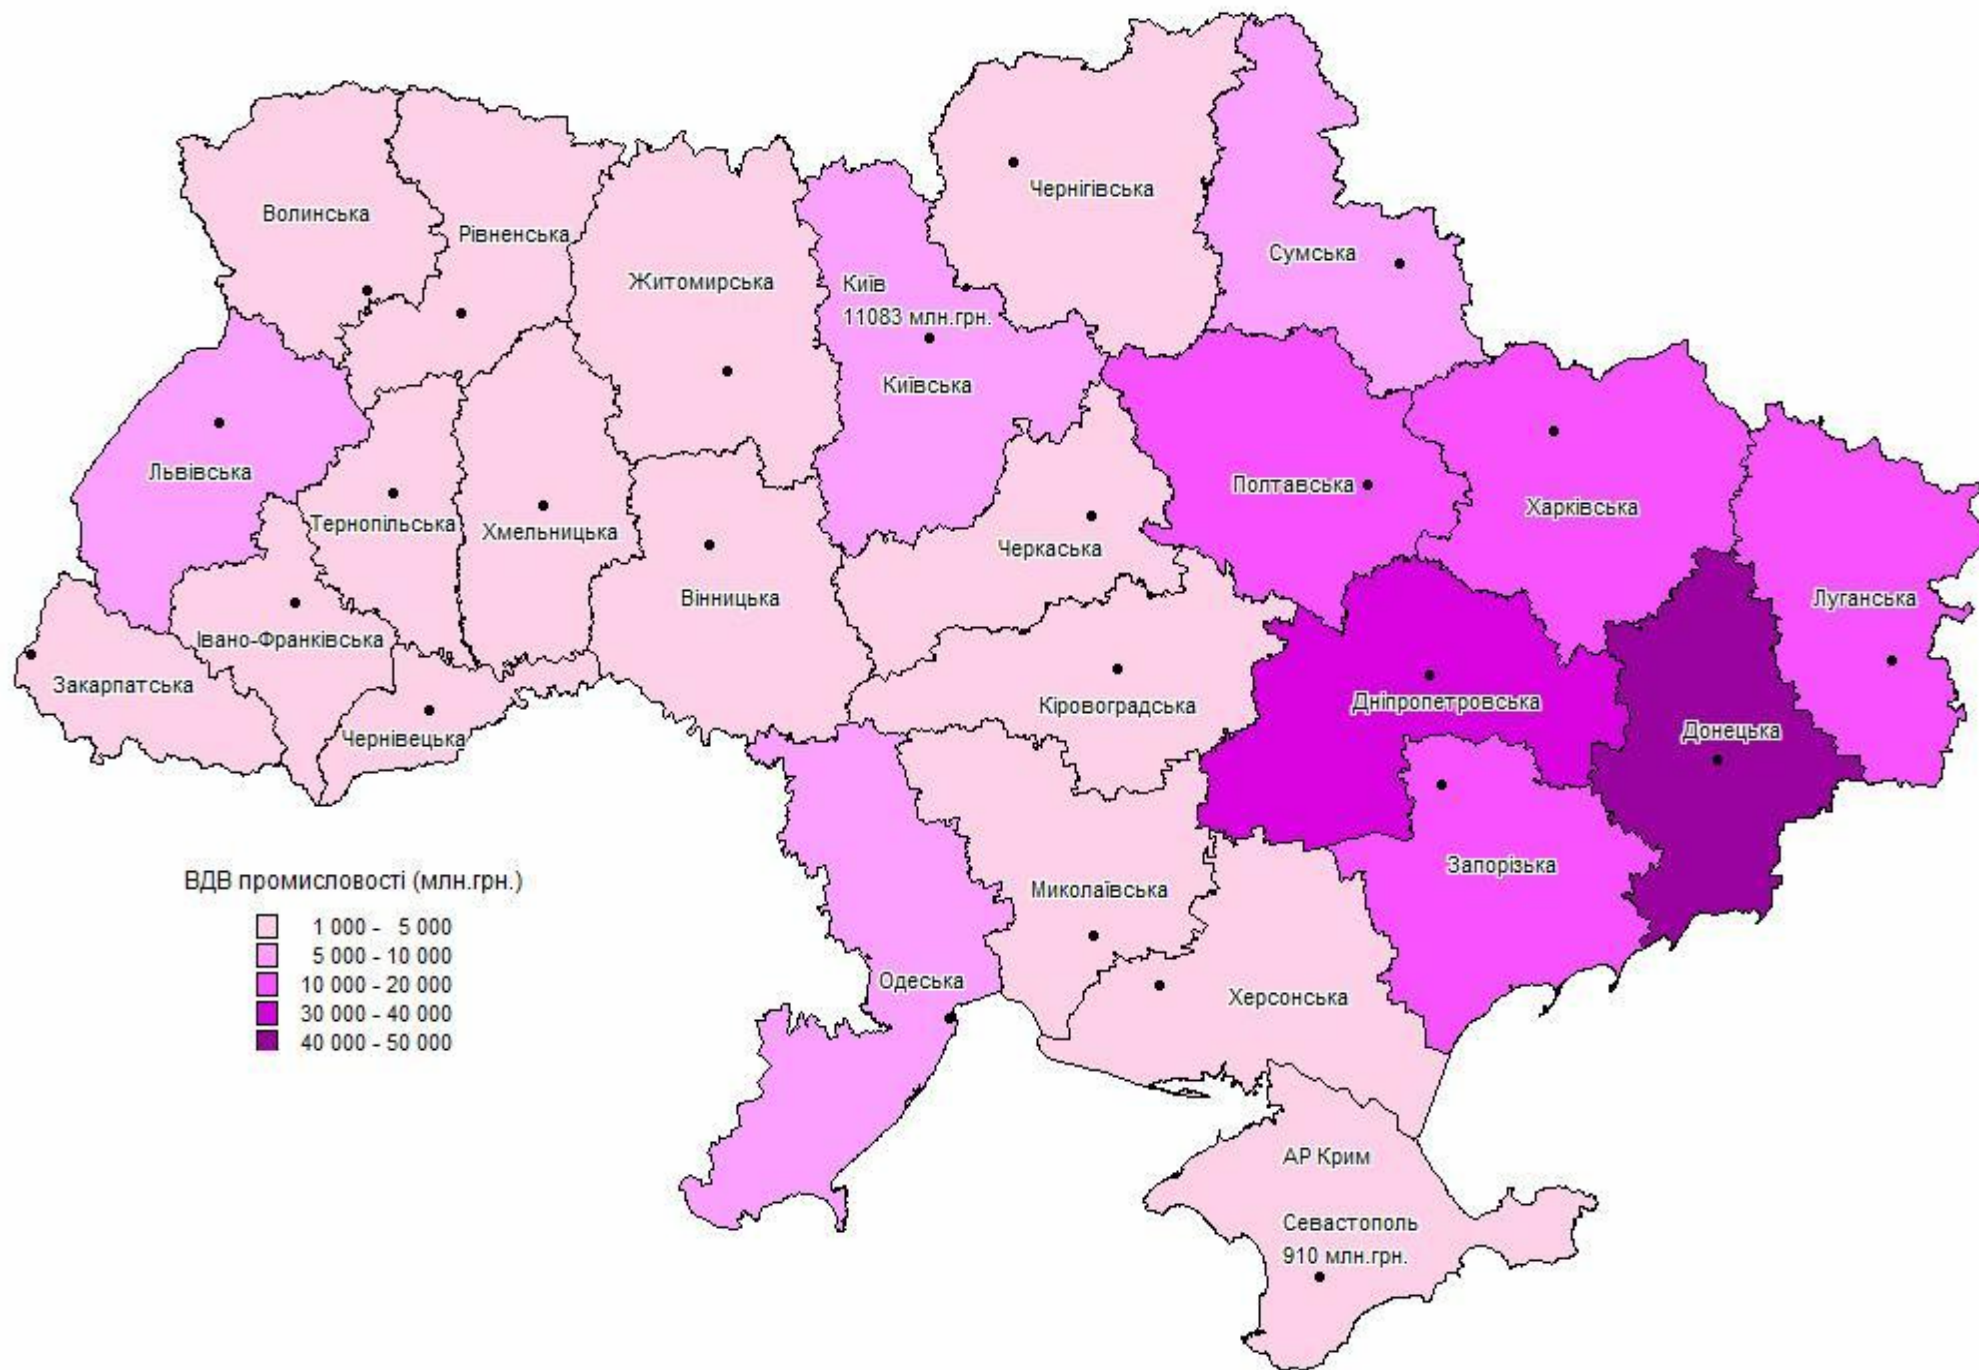 Чернігівська
Волинська
Рівненська
Сумська
Житомирська
Київ
11083 млн.грн.
Київська
Львівська
Полтавська
Харківська
Тернопільська
Хмельницька
Черкаська
Вінницька
Луганська
Івано-Франківська
Закарпатська
Кіровоградська
Дніпропетровська
Чернівецька
Донецька
Запорізька
ВДВ промисловості (млн.грн.)
1 000 - 5 000
5 000 - 10 000
10 000 - 20 000
30 000 - 40 000
40 000 - 50 000
Миколаївська
Одеська
Херсонська
АР Крим
Севастополь
910 млн.грн.